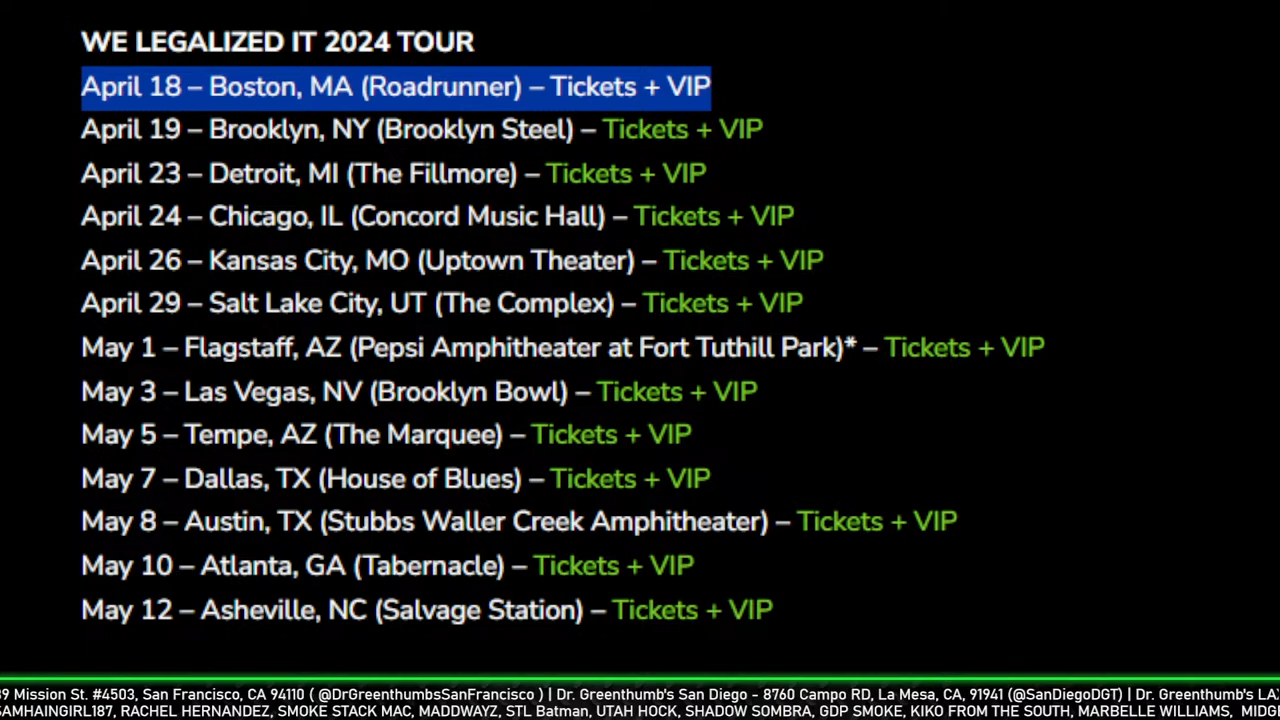 WE LEGALIZED IT 2024 TOUR
April 18 – Boston, MA (Roadrunner) – Tickets + VIP
April 19 – Brooklyn, NY (Brooklyn Steel) – Tickets + VIP
April 23 – Detroit, MI (The Fillmore) – Tickets + VIP
April 24 – Chicago, IL (Concord Music Hall) – Tickets + VIP
April 26 – Kansas City, MO (Uptown Theater) – Tickets + VIP
April 29 – Salt Lake City, UT (The Complex) – Tickets + VIP
May 1 – Flagstaff, AZ (Pepsi Amphitheater at Fort Tuthill Park)* – Tickets + VIP
May 3 – Las Vegas, NV (Brooklyn Bowl) – Tickets + VIP
May 5 – Tempe, AZ (The Marquee) – Tickets + VIP
May 7 – Dallas, TX (House of Blues) – Tickets + VIP
May 8 – Austin, TX (Stubbs Waller Creek Amphitheater) – Tickets + VIP
May 10 – Atlanta, GA (Tabernacle) – Tickets + VIP
May 12 – Asheville, NC (Salvage Station) – Tickets + VIP
Mission St. #4503, San Francisco, CA 94110 ( @DrGreenthumbsSanFrancisco ) | Dr. Greenthumb's San Diego - 8760 Campo RD, La Mesa, CA, 91941 (@SanDiegoDGT) | Dr. Greenthumb's
SAMHAINGIRL187, RACHEL HERNANDEZ, SMOKE STACK MAC, MADDWAYZ, STL Batman, UTAH HOCK, SHADOW SOMBRA, GDP SMOKE, KIKO FROM THE SOUTH, MARBELLE WILLIAMS,